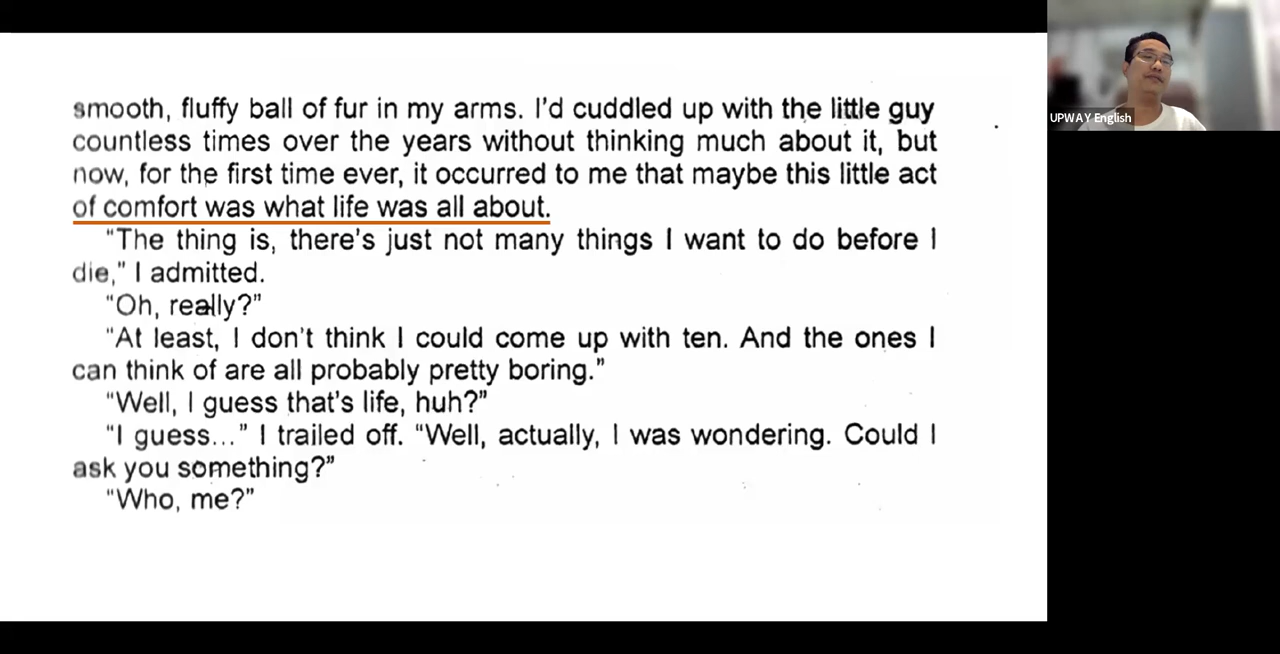 smooth, fluffy ball of fur in my arms. I'd cuddled up with the little guy
countless times over the years without thinking much about it, but
now, for the first time ever, it occurred to me that maybe this little act
of comfort was what life was all about.
"The thing is, there's just not many things I want to do before I
die," I admitted.
"Oh, really?"
"At least, I don't think I could come up with ten. And the ones I
can think of are all probably pretty boring."
"Well, I guess that's life, huh?"
"I guess..." I trailed off. "Well, actually, I was wondering. Could I
ask you something?"
"Who, me?"
UPWAY English